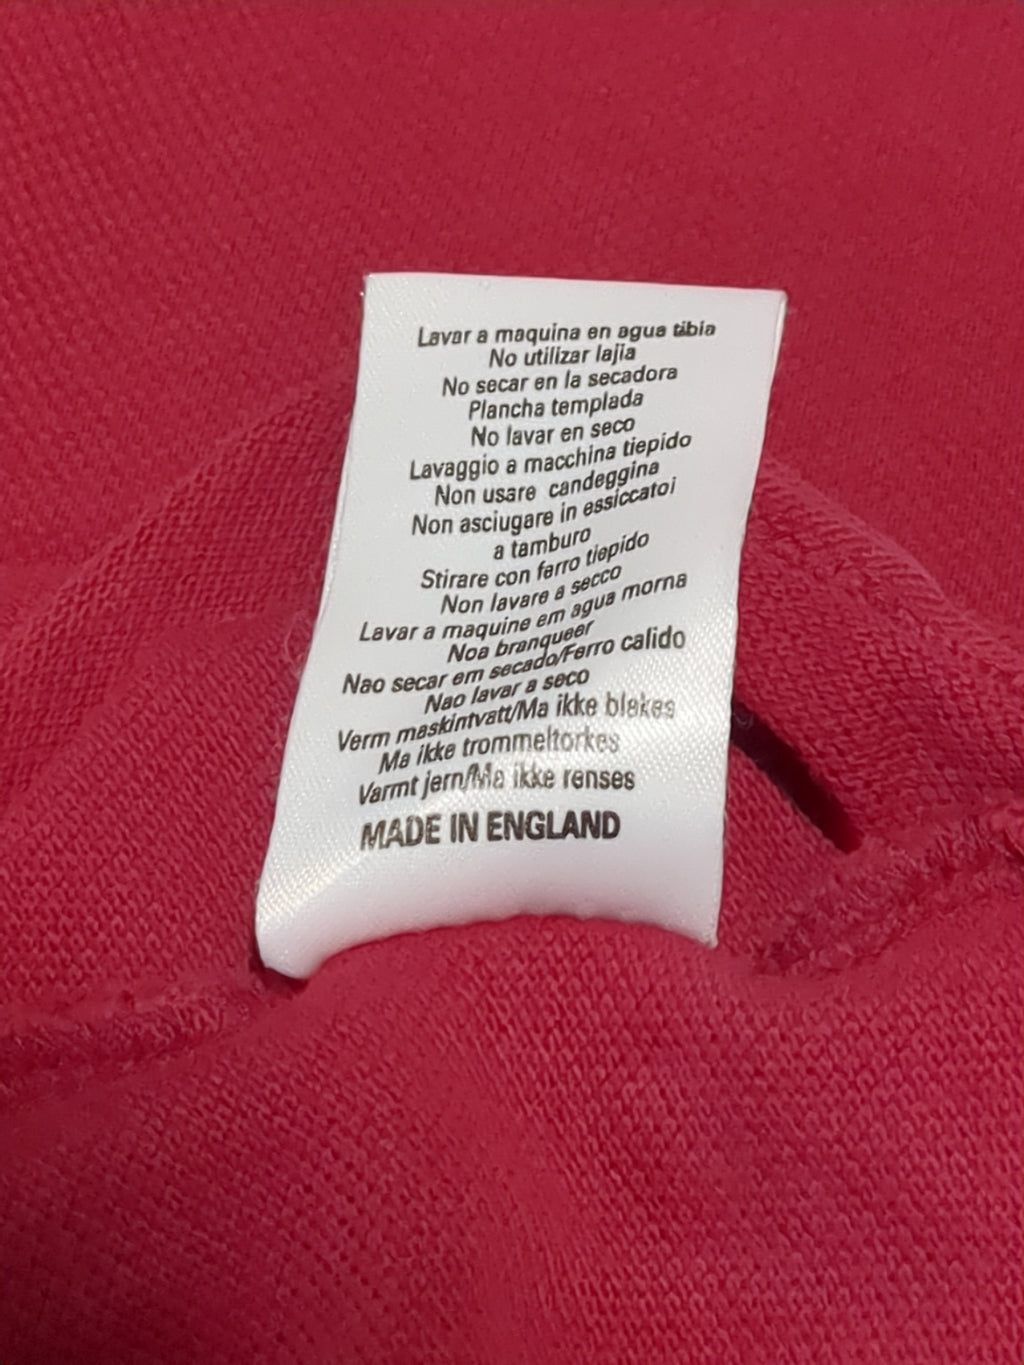 Lavar a maquina en agua tibia
No utilizar lajia
No secar en la secadora
Plancha templada
No lavar en seco
Lavaggio a macchina tiepido
Non usare candeggina
Non asciugare in essiccatoi
a tamburo
Stirare con farro tiepido
Non lavare a secco
Lavar a maquine em agua morna
Noa branqueer
Nao secar em secado/Farro calido
Nao lavar a seco
Verm maskintvatt/Ma ikke blekes
Ma ikke trommeltorkes
Varmt jern/Ma ikke renses
MADE IN ENGLAND